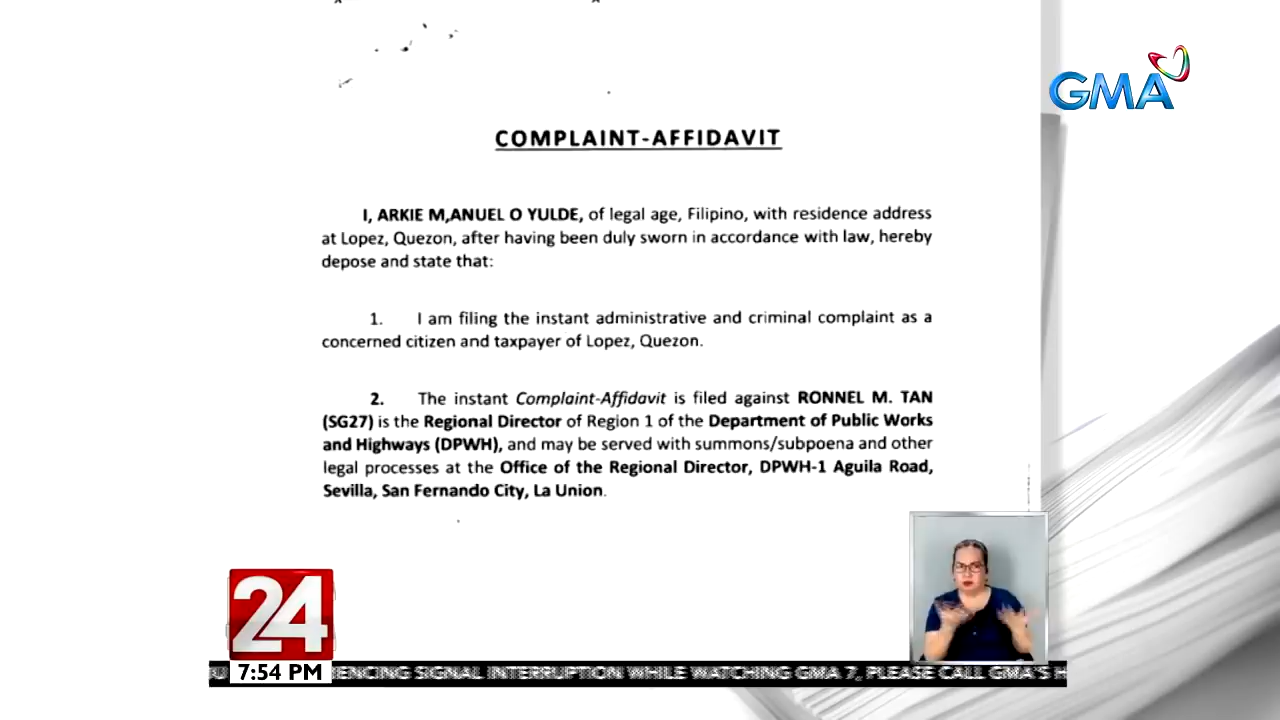 GMA
COMPLAINT-AFFIDAVIT
I, ARKIE M,ANUEL O YULDE, of legal age, Filipino, with residence address
at Lopez, Quezon, after having been duly sworn in accordance with law, hereby
depose and state that:
1. I am filing the instant administrative and criminal complaint as a
concerned citizen and taxpayer of Lopez, Quezon.
2. The instant Complaint-Affidavit is filed against RONNEL M. TAN
(SG27) is the Regional Director of Region 1 of the Department of Public Works
and Highways (DPWH), and may be served with summons/subpoena and other
legal processes at the Office of the Regional Director, DPWH-1 Aguila Road,
Sevilla, San Fernando City, La Union.
24
7:54 PM
IENCING SIGNAL INTERRUPTION WHILE WATCHING GMA 7, PLEASE CALL GMA'S H